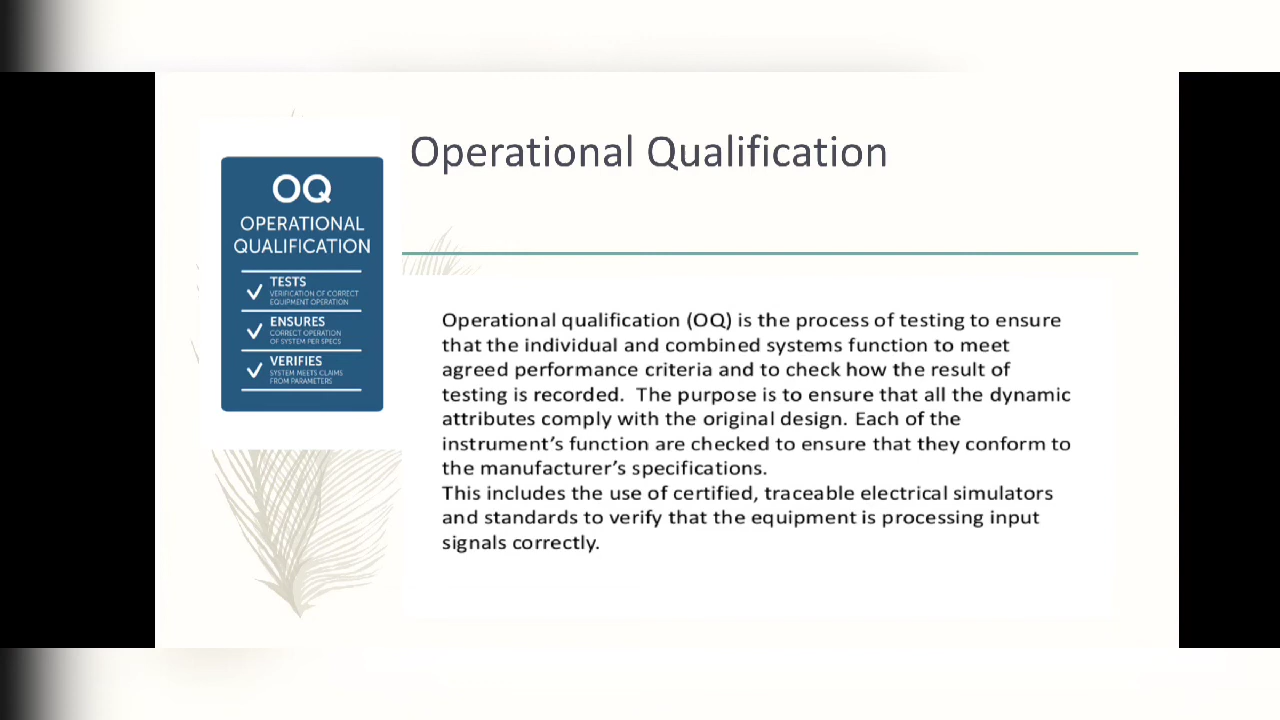 Operational Qualification
OQ
OPERATIONAL
QUALIFICATION
TESTS
VERIFICATION OF CORRECT
EQUIPMENT OPERATION
ENSURES
CORRECT OPERATION
OF SYSTEM PER SPECS
VERIFIES
SYSTEM MEETS CLAIMS
FROM PARAMETERS
Operational qualification (OQ) is the process of testing to ensure
that the individual and combined systems function to meet
agreed performance criteria and to check how the result of
testing is recorded. The purpose is to ensure that all the dynamic
attributes comply with the original design. Each of the
instrument's function are checked to ensure that they conform to
the manufacturer's specifications.
This includes the use of certified, traceable electrical simulators
and standards to verify that the equipment is processing input
signals correctly.